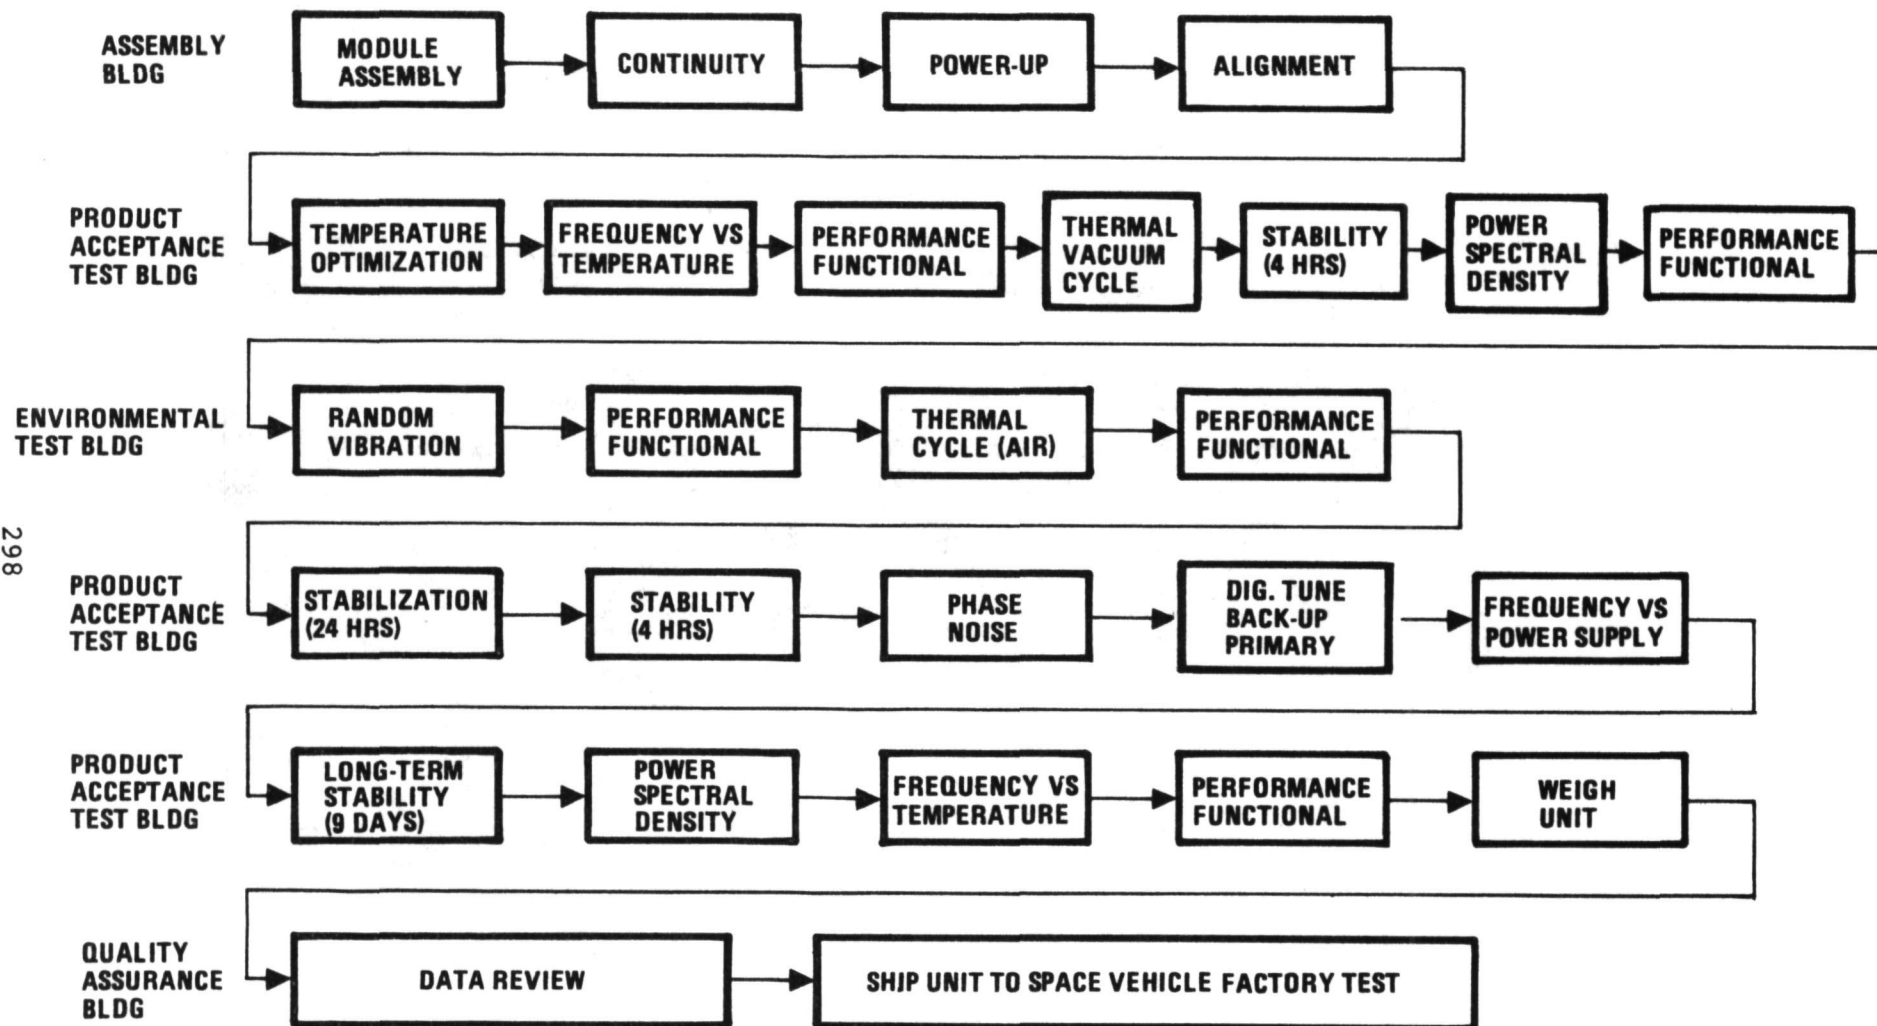 ASSEMBLY
BLDG
MODULE
ASSEMBLY
CONTINUITY
POWER-UP
ALIGNMENT
PRODUCT
ACCEPTANCE
TEST BLDG
TEMPERATURE
OPTIMIZATION
FREQUENCY VS
TEMPERATURE
PERFORMANCE
FUNCTIONAL
THERMAL
VACUUM
CYCLE
STABILITY
(4 HRS)
POWER
SPECTRAL
DENSITY
PERFORMANCE
FUNCTIONAL
ENVIRONMENTAL
TEST BLDG
RANDOM
VIBRATION
PERFORMANCE
FUNCTIONAL
THERMAL
CYCLE (AIR)
PERFORMANCE
FUNCTIONAL
298
PRODUCT
ACCEPTANCE
TEST BLDG
STABILIZATION
(24 HRS)
STABILITY
(4 HRS)
PHASE
NOISE
DIG. TUNE
BACK-UP
PRIMARY
FREQUENCY VS
POWER SUPPLY
PRODUCT
ACCEPTANCE
TEST BLDG
LONG-TERM
STABILITY
(9 DAYS)
POWER
SPECTRAL
DENSITY
FREQUENCY VS
TEMPERATURE
PERFORMANCE
FUNCTIONAL
WEIGH
UNIT
QUALITY
ASSURANCE
BLDG
DATA REVIEW
SHIP UNIT TO SPACE VEHICLE FACTORY TEST